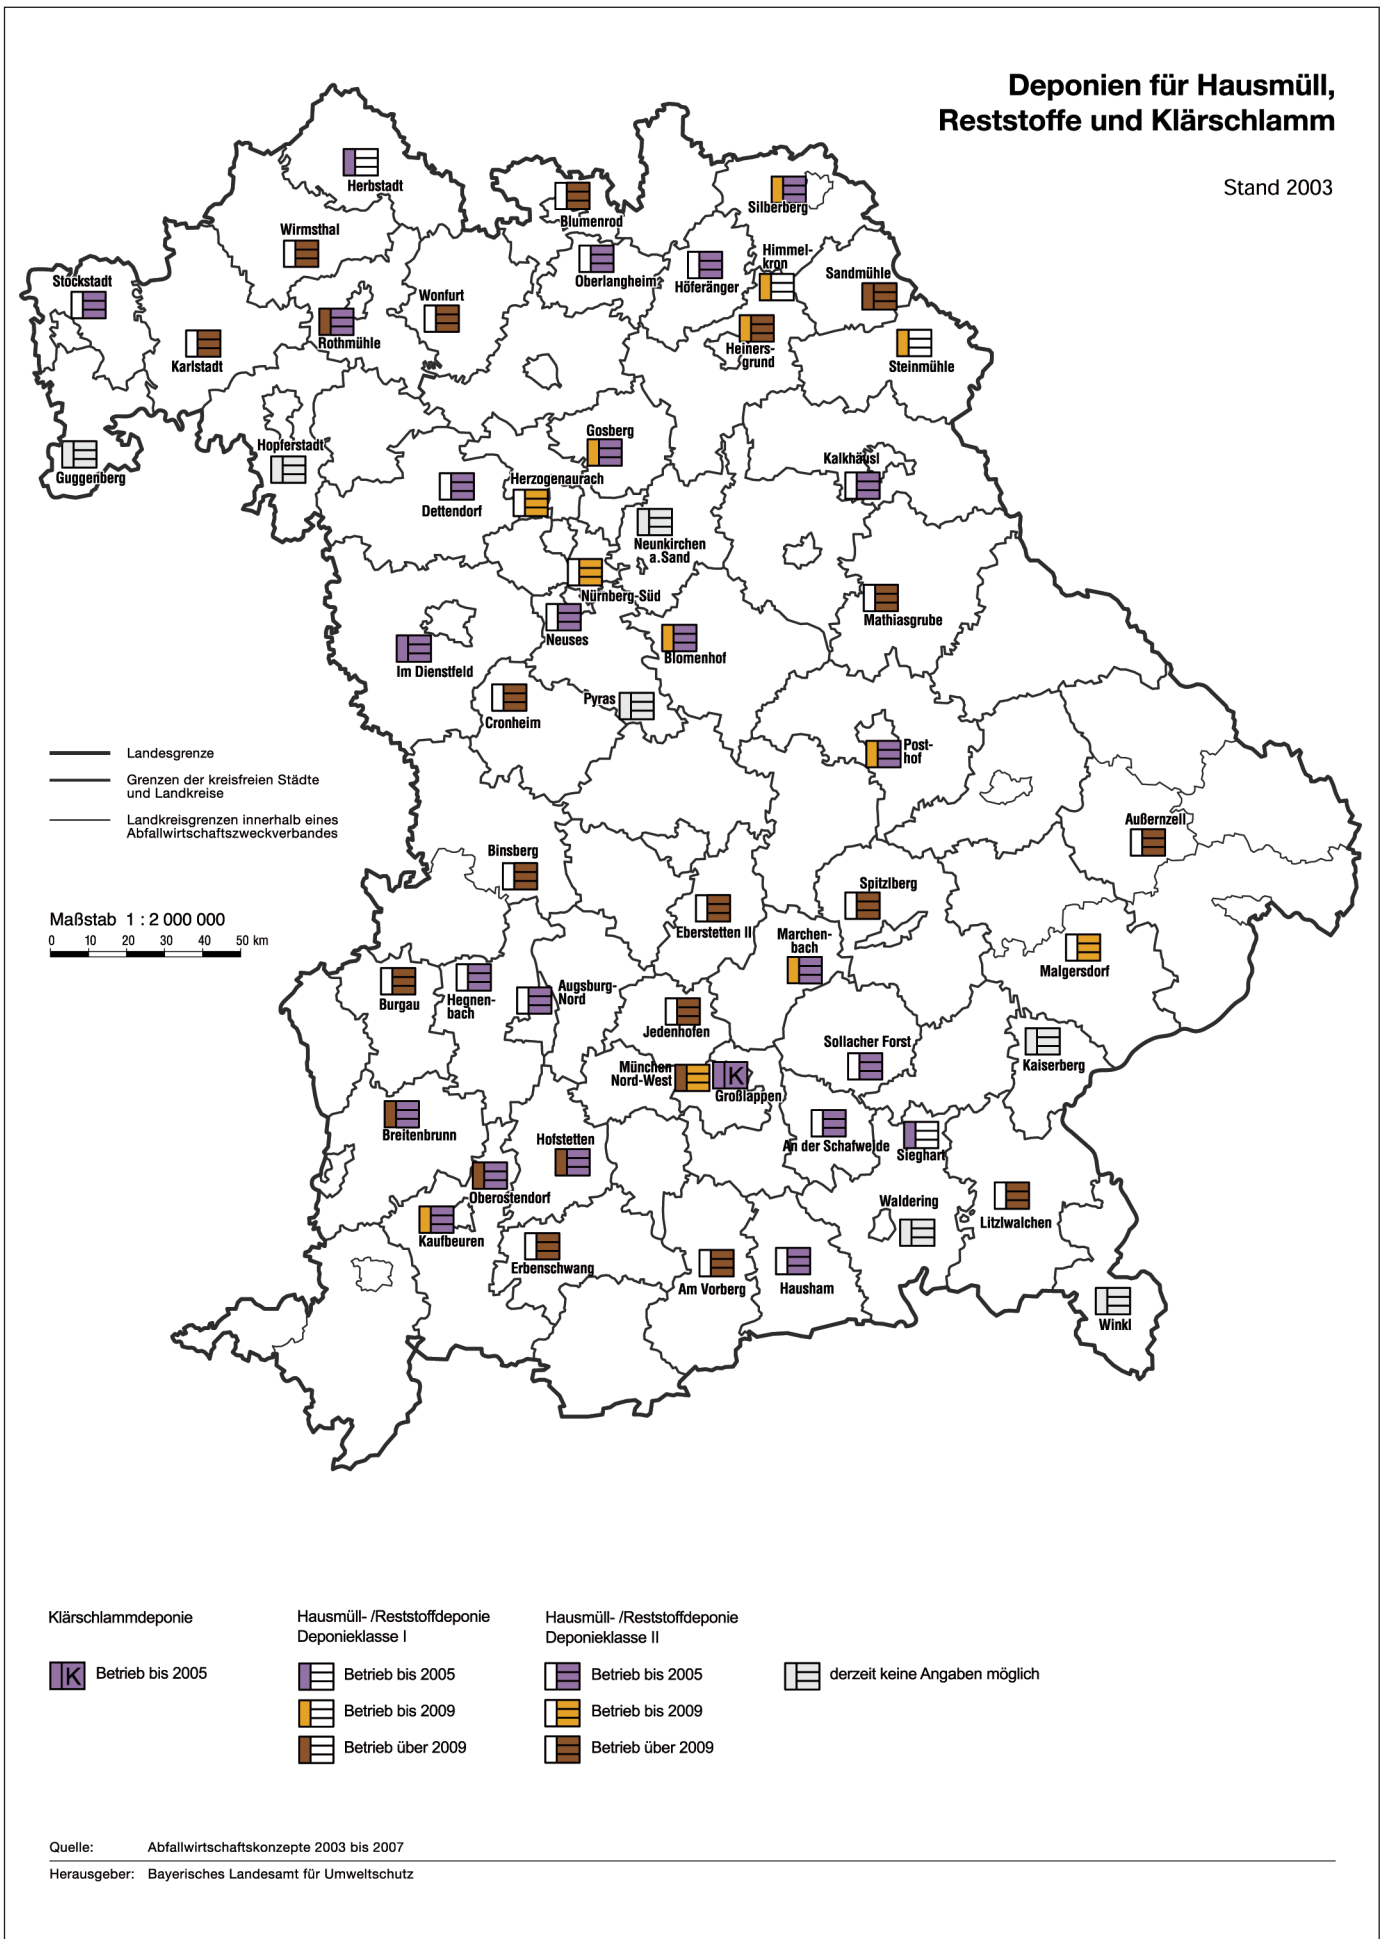 Deponien für Hausmüll,
Reststoffe und Klärschlamm
Stand 2003
Herbstadt
Blumenrod
Silberberg
Wirmsthal
Oberlangheim
Höferänger
Himmel-
kron
Sandmühle
Stockstadt
Wonfurt
Rothmühle
Karlstadt
Heiners-
grund
Steinmühle
Gosberg
Hopferstadt
Guggenberg
Kalkhäusl
Herzogenaurach
Dettendorf
Neunkirchen
a.Sand
Nürnberg-Süd
Mathiasgrube
Neuses
Blomenhof
Im Dienstfeld
Pyras
Cronheim
Post-
hof
Landesgrenze
Grenzen der kreisfreien Städte
und Landkreise
Landkreisgrenzen innerhalb eines
Abfallwirtschaftszweckverbandes
Außernzell
Binsberg
Spitzlberg
Maßstab 1 : 2 000 000
0 10 20 30 40 50 km
Eberstetten II
Marchen-
bach
Malgersdorf
Burgau
Hegnen-
bach
Augsburg-
Nord
Jedenhofen
Sollacher Forst
Kaiserberg
München
Nord-West
K
Großlappen
Breitenbrunn
Hofstetten
An der Schafweide
Sieghart
Oberostendorf
Waldering
Litzlwalchen
Kaufbeuren
Erbenschwang
Am Vorberg
Hausham
Winkl
Klärschlammdeponie
K Betrieb bis 2005
Hausmüll- /Reststoffdeponie
Deponieklasse I
Betrieb bis 2005
Betrieb bis 2009
Betrieb über 2009
Hausmüll- /Reststoffdeponie
Deponieklasse II
Betrieb bis 2005
Betrieb bis 2009
Betrieb über 2009
derzeit keine Angaben möglich
Quelle: Abfallwirtschaftskonzepte 2003 bis 2007
Herausgeber: Bayerisches Landesamt für Umweltschutz